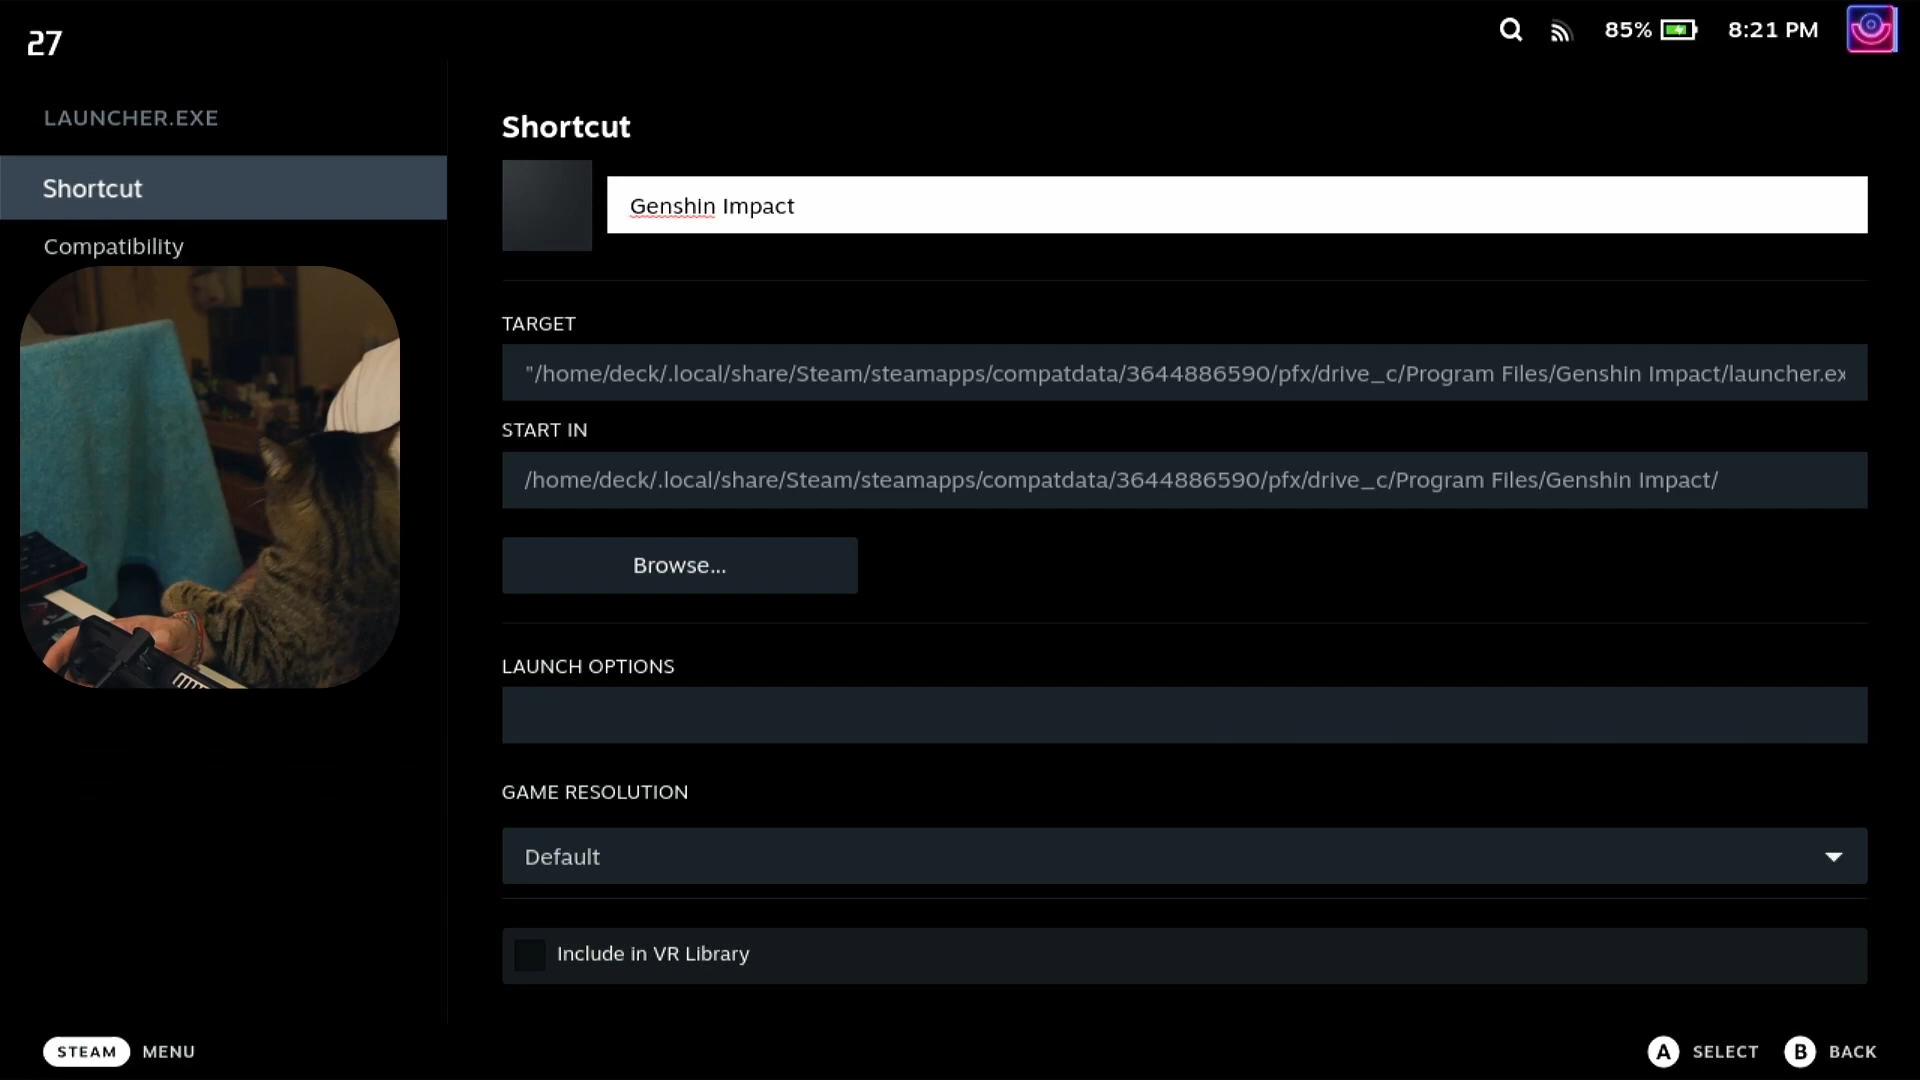 27
85%
8:21 PM
LAUNCHER.EXE
Shortcut
Compatibility
Shortcut
Genshin Impact
TARGET
"/home/deck/.local/share/Steam/steamapps/compatdata/3644886590/pfx/drive_c/Program Files/Genshin Impact/launcher.ex
START IN
/home/deck/.local/share/Steam/steamapps/compatdata/3644886590/pfx/drive_c/Program Files/Genshin Impact/
Browse...
LAUNCH OPTIONS
GAME RESOLUTION
Default
Include in VR Library
STEAM MENU
A SELECT B BACK